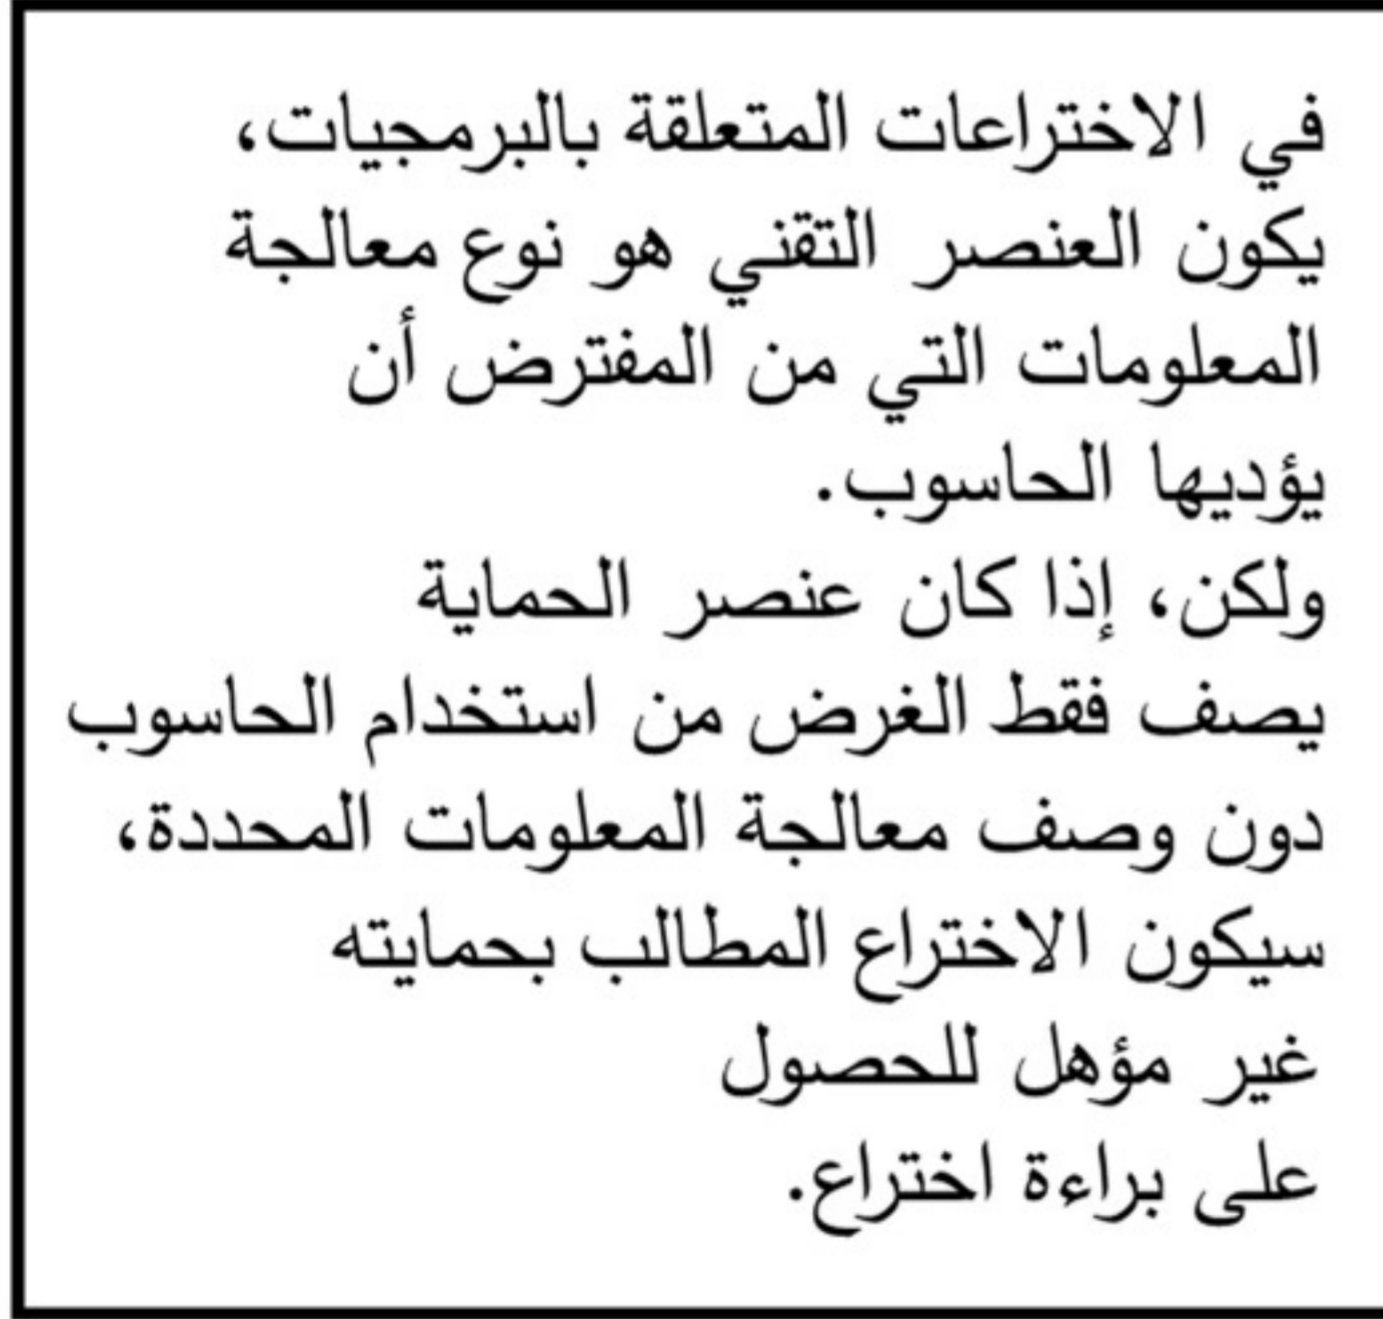 في الاختراعات المتعلقة بالبرمجيات،
يكون العنصر التقني هو نوع معالجة
المعلومات التي من المفترض أن
يؤديها الحاسوب.
ولكن، إذا كان عنصر الحماية
يصف فقط الغرض من استخدام الحاسوب
دون وصف معالجة المعلومات المحددة،
سيكون الاختراع المطالب بحمايته
غير مؤهل للحصول
على براءة اختراع.